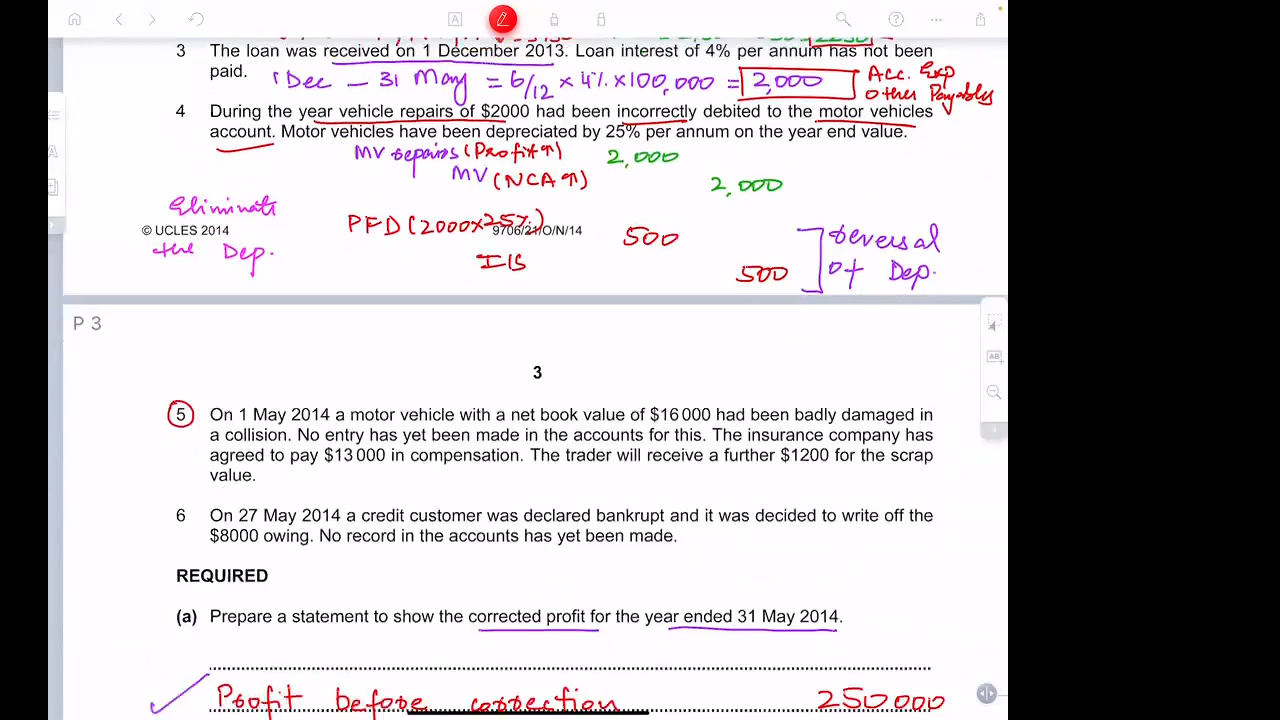 3 The loan was received on 1 December 2013. Loan interest of 4% per annum has not been
paid.
1 Dec – 31 May = 6/12 × 4% × 100,000 = 2,000
Acc. Exp
other Payables
4 During the year vehicle repairs of $2000 had been incorrectly debited to the motor vehicles
account. Motor vehicles have been depreciated by 25% per annum on the year end value.
MV repairs (Profit↑) 2,000
MV (NCA↑) 2,000
Eliminate
the Dep.
PFD (2000×25%) 500
IS 500
reversal
of Dep.
© UCLES 2014 9706/21/O/N/14
P 3
3
5 On 1 May 2014 a motor vehicle with a net book value of $16 000 had been badly damaged in
a collision. No entry has yet been made in the accounts for this. The insurance company has
agreed to pay $13 000 in compensation. The trader will receive a further $1200 for the scrap
value.
6 On 27 May 2014 a credit customer was declared bankrupt and it was decided to write off the
$8000 owing. No record in the accounts has yet been made.
REQUIRED
(a) Prepare a statement to show the corrected profit for the year ended 31 May 2014.
Profit before correction 250000